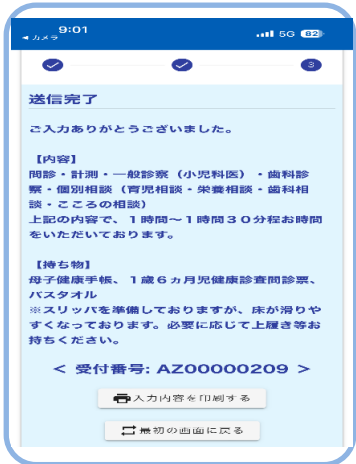 9:01
5G 82
◀ カメラ
3
送信完了
ご入力ありがとうございました。
【内容】
問診・計測・一般診察（小児科医）・歯科診
察・個別相談（育児相談・栄養相談・歯科相
談・こころの相談）
上記の内容で、１時間～１時間３０分程お時間
をいただいております。
【持ち物】
母子健康手帳、１歳６ヵ月児健康診査問診票、
バスタオル
※スリッパを準備しておりますが、床が滑りや
すくなっております。必要に応じて上履き等お
持ちください。
＜ 受付番号: AZ00000209 ＞
入力内容を印刷する
最初の画面に戻る